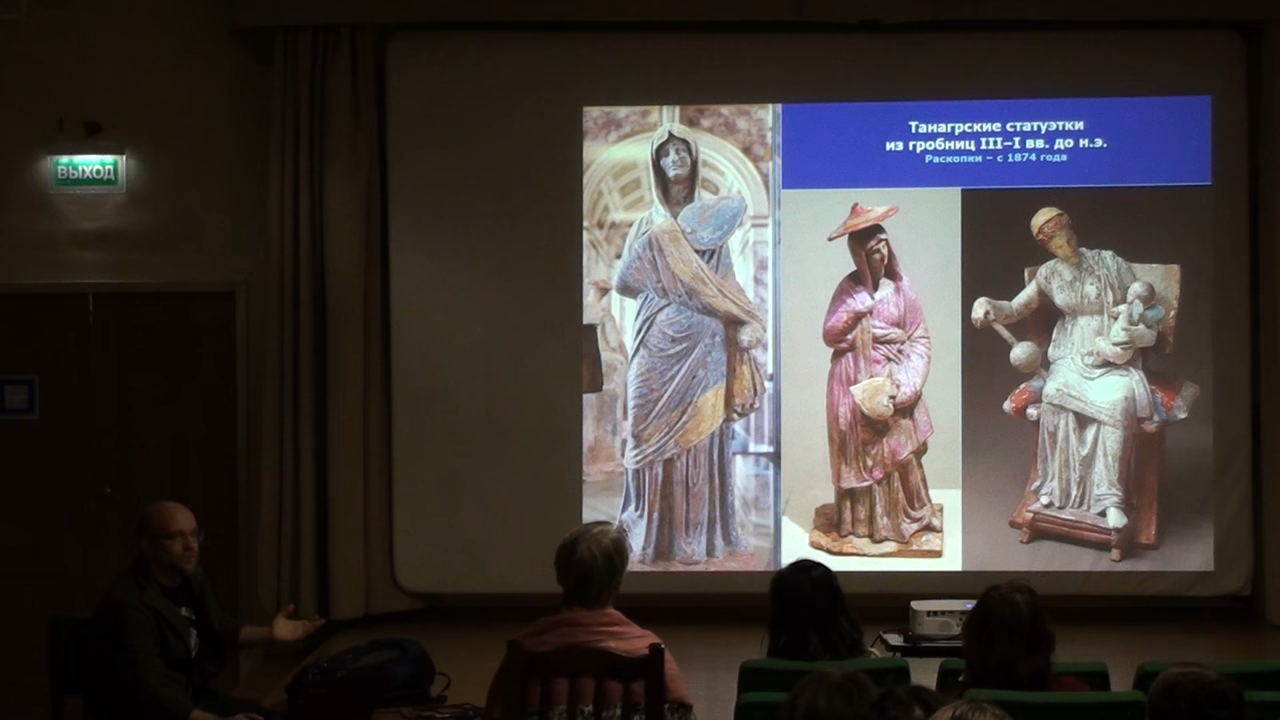 ВЫХОД
Танагрские статуэтки
из гробниц III–I вв. до н.э.
Раскопки – с 1874 года